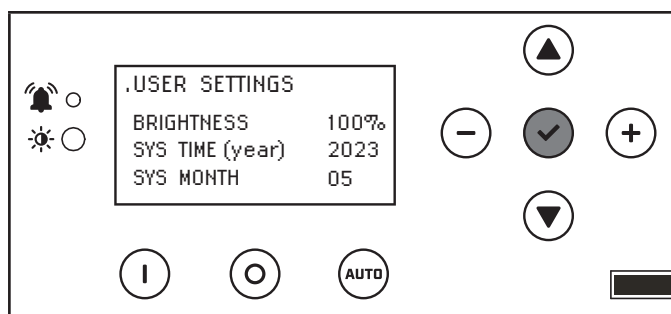 .USER SETTINGS
BRIGHTNESS 100%
SYS TIME (year) 2023
SYS MONTH 05
AUTO